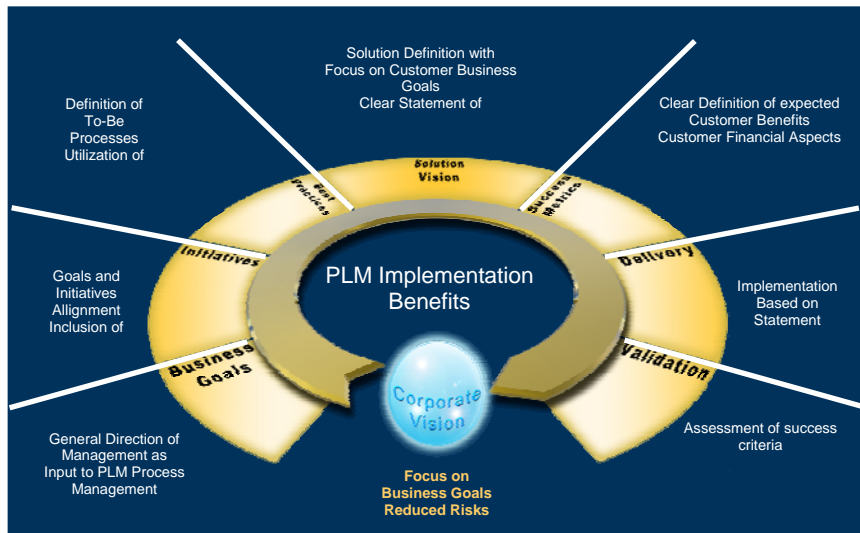 Solution Definition with
Focus on Customer Business
Goals
Clear Statement of
Definition of
To-Be
Processes
Utilization of
Clear Definition of expected
Customer Benefits
Customer Financial Aspects
Solution
Vision
Best
Practices
Success
Metrics
Initiatives
Delivery
Goals and
Initiatives
Allignment
Inclusion of
PLM Implementation
Benefits
Implementation
Based on
Statement
Business
Goals
Validation
Corporate
Vision
General Direction of
Management as
Input to PLM Process
Management
Assessment of success
criteria
Focus on
Business Goals
Reduced Risks